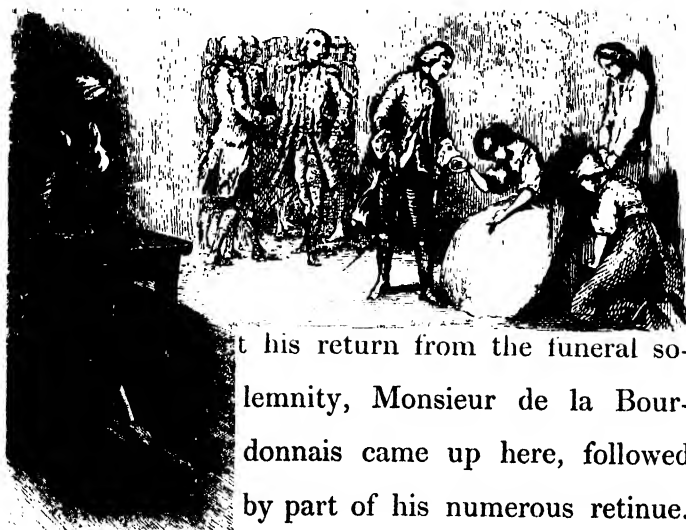 t his return from the funeral so-
lemnity, Monsieur de la Bour-
donnais came up here, followed
by part of his numerous retinue.